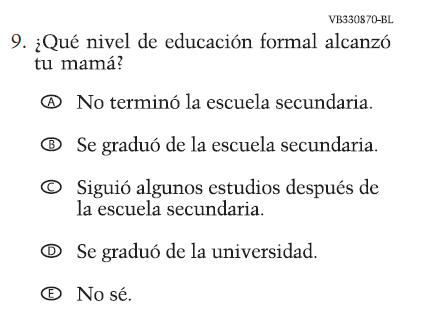 VB330870-BL
9. ¿Qué nivel de educación formal alcanzó
tu mamá?
A No terminó la escuela secundaria.
B Se graduó de la escuela secundaria.
C Siguió algunos estudios después de
la escuela secundaria.
D Se graduó de la universidad.
E No sé.